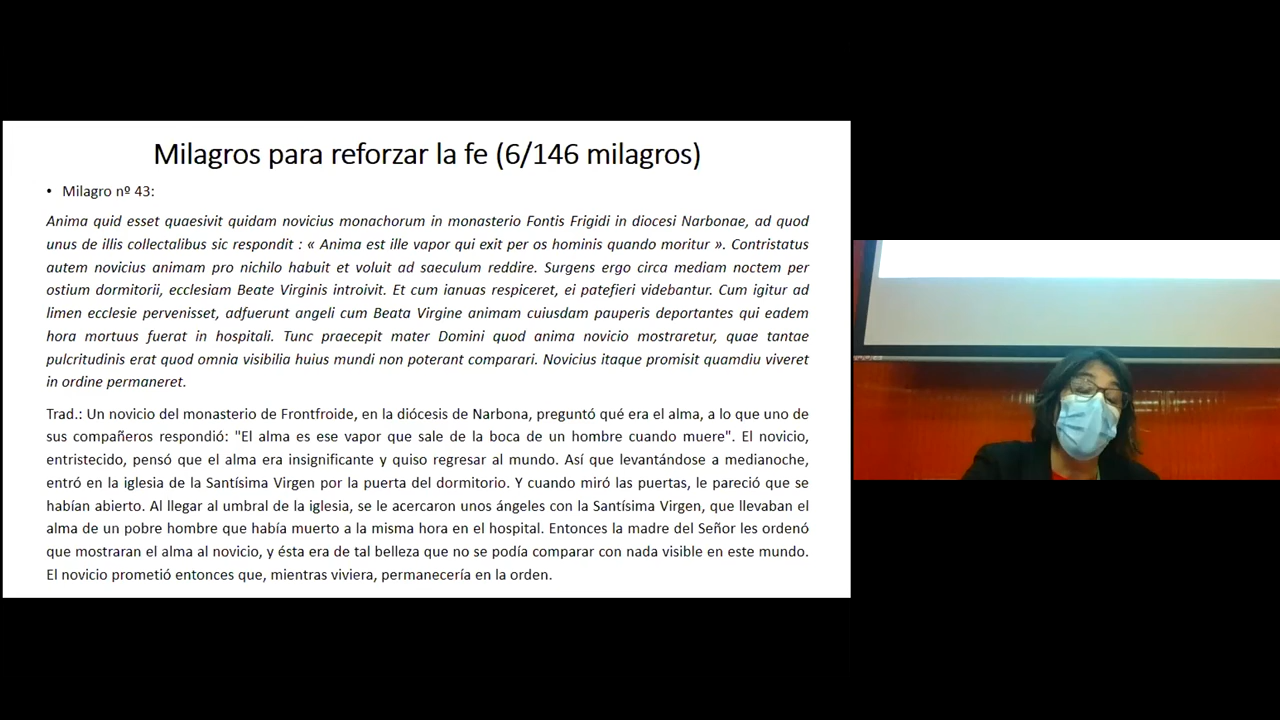 Milagros para reforzar la fe (6/146 milagros)
• Milagro nº 43:
Anima quid esset quaesivit quidam novicius monachorum in monasterio Fontis Frigidi in diocesi Narbonae, ad quod
unus de illis collectalibus sic respondit : « Anima est ille vapor qui exit per os hominis quando moritur ». Contristatus
autem novicius animam pro nichilo habuit et voluit ad saeculum reddire. Surgens ergo circa mediam noctem per
ostium dormitorii, ecclesiam Beate Virginis introivit. Et cum ianuas respiceret, ei patefieri videbantur. Cum igitur ad
limen ecclesie pervenisset, adfuerunt angeli cum Beata Virgine animam cuiusdam pauperis deportantes qui eadem
hora mortuus fuerat in hospitali. Tunc praecepit mater Domini quod anima novicio mostraretur, quae tantae
pulcritudinis erat quod omnia visibilia huius mundi non poterant comparari. Novicius itaque promisit quamdiu viveret
in ordine permaneret.
Trad.: Un novicio del monasterio de Frontfroide, en la diócesis de Narbona, preguntó qué era el alma, a lo que uno de
sus compañeros respondió: "El alma es ese vapor que sale de la boca de un hombre cuando muere". El novicio,
entristecido, pensó que el alma era insignificante y quiso regresar al mundo. Así que levantándose a medianoche,
entró en la iglesia de la Santísima Virgen por la puerta del dormitorio. Y cuando miró las puertas, le pareció que se
habían abierto. Al llegar al umbral de la iglesia, se le acercaron unos ángeles con la Santísima Virgen, que llevaban el
alma de un pobre hombre que había muerto a la misma hora en el hospital. Entonces la madre del Señor les ordenó
que mostraran el alma al novicio, y ésta era de tal belleza que no se podía comparar con nada visible en este mundo.
El novicio prometió entonces que, mientras viviera, permanecería en la orden.